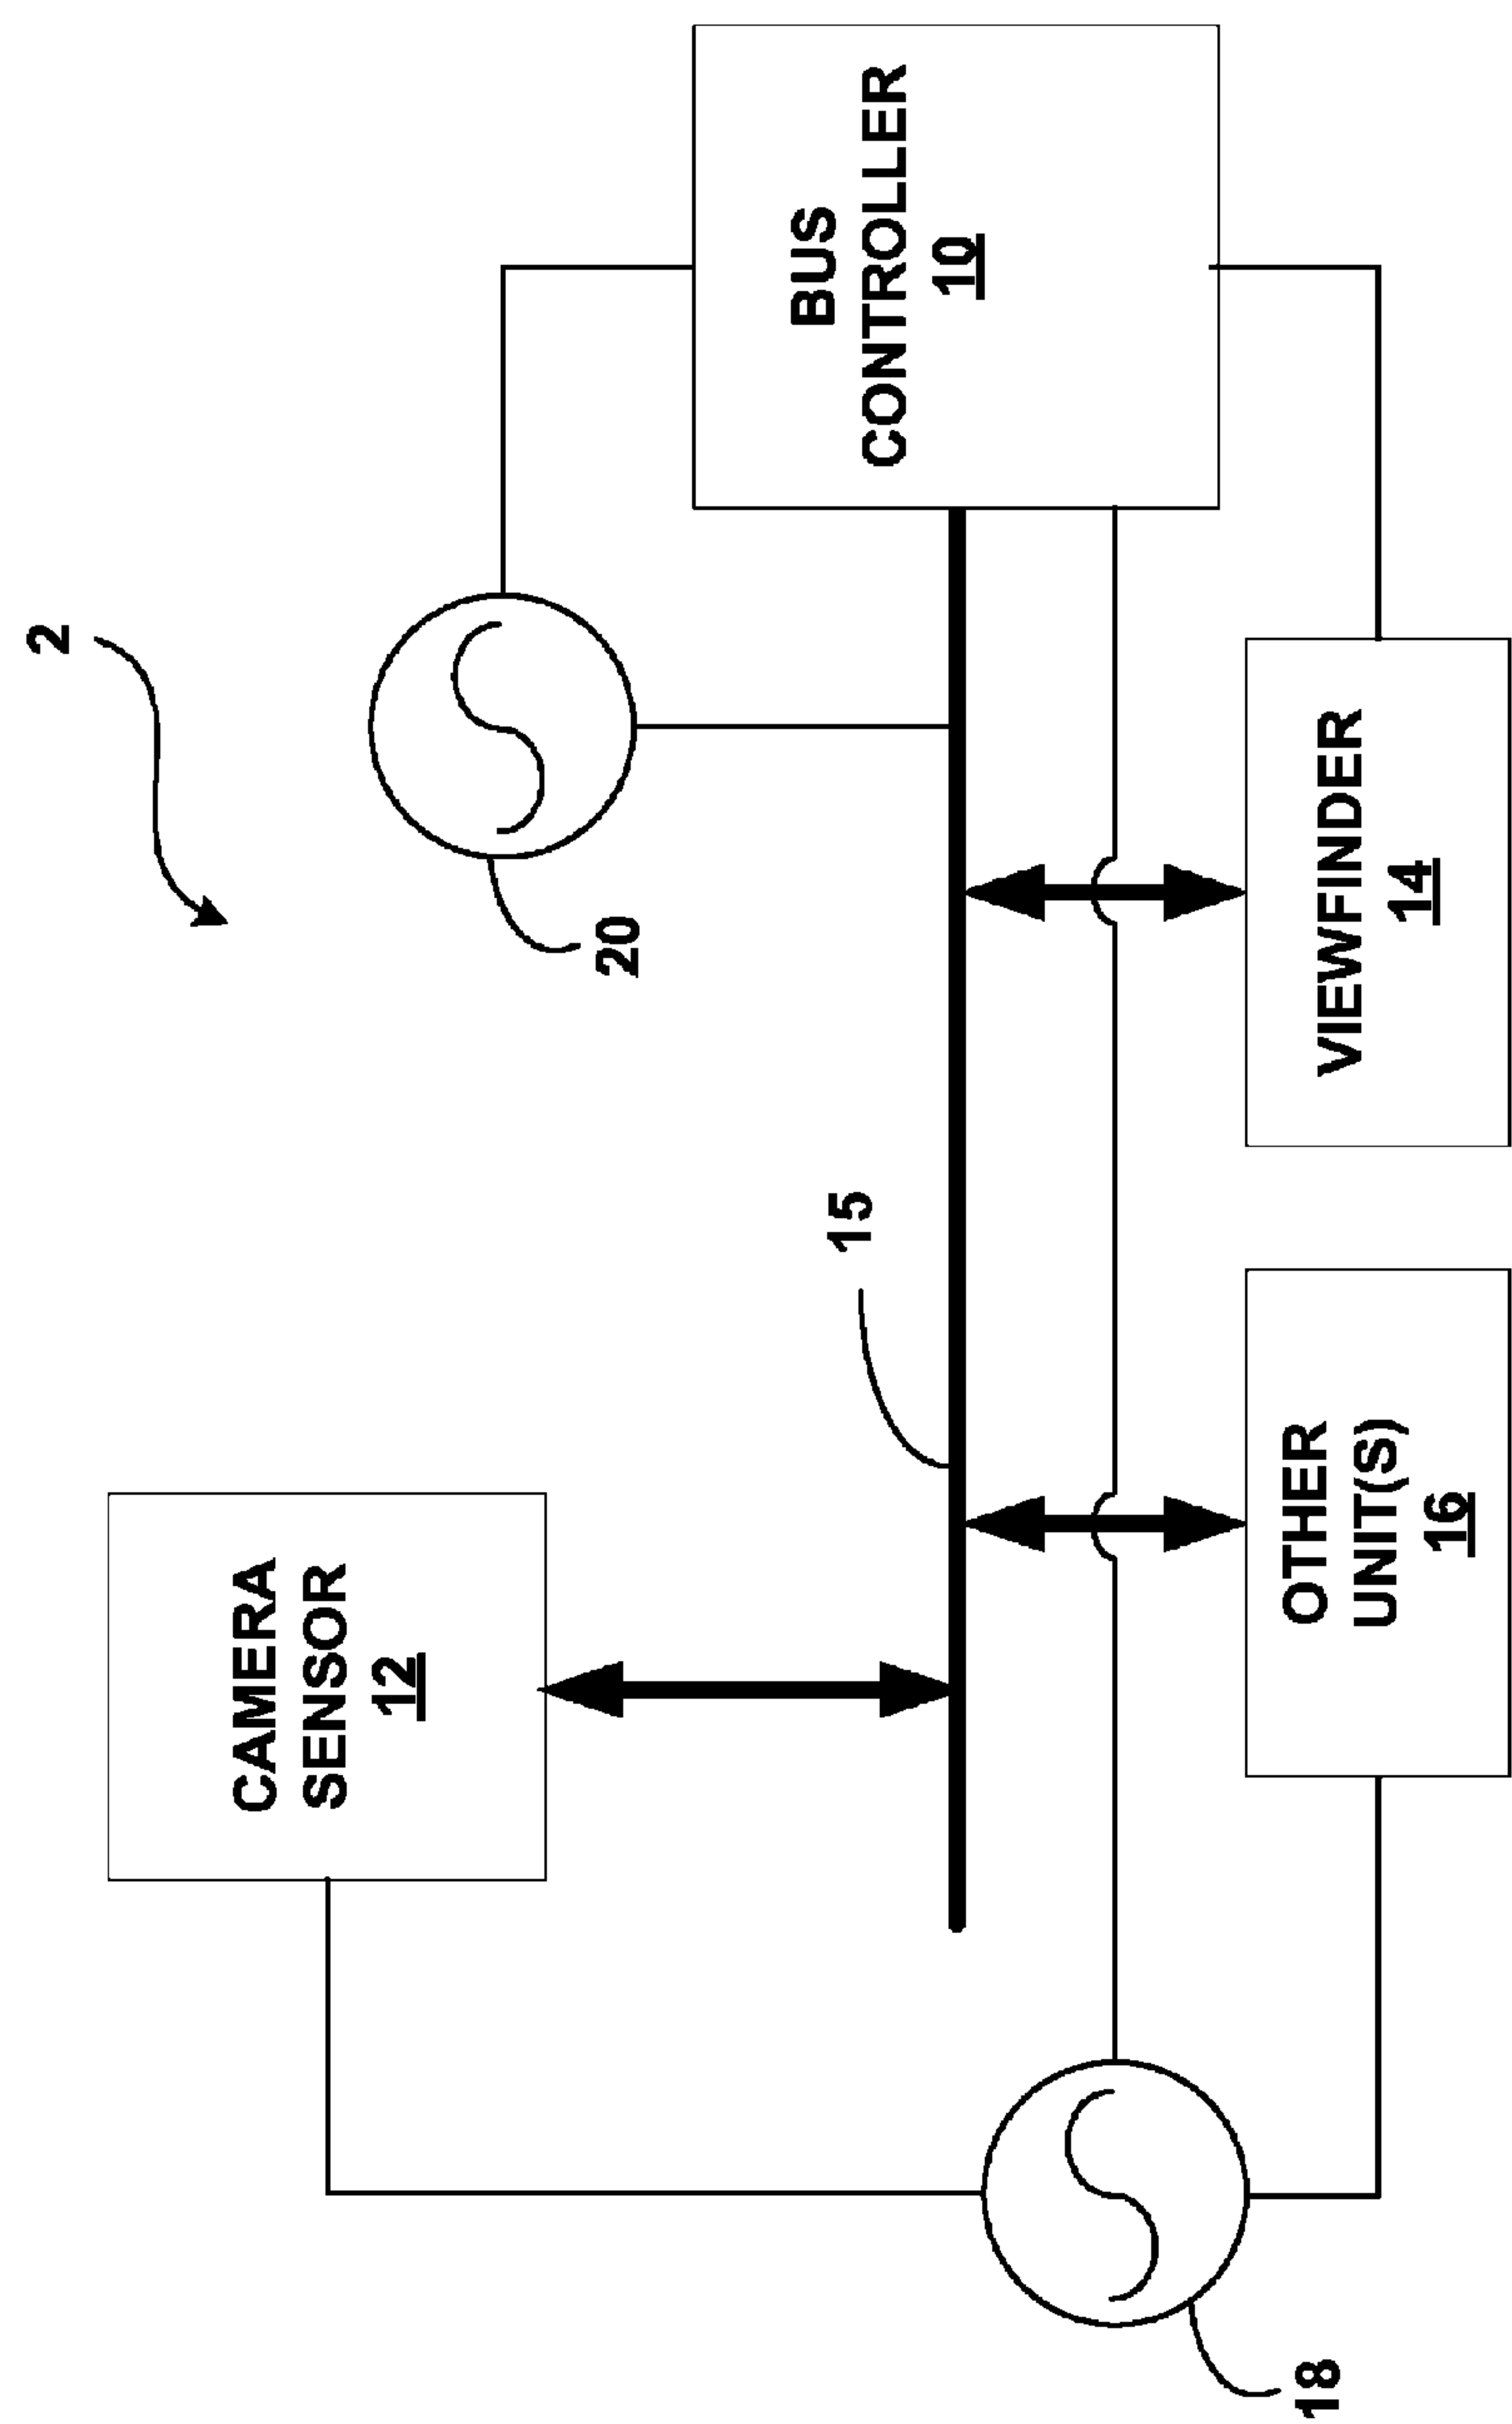 2
CAMERA
SENSOR
12
20
15
BUS
CONTROLLER
10
18
OTHER
UNIT(S)
16
VIEWFINDER
14